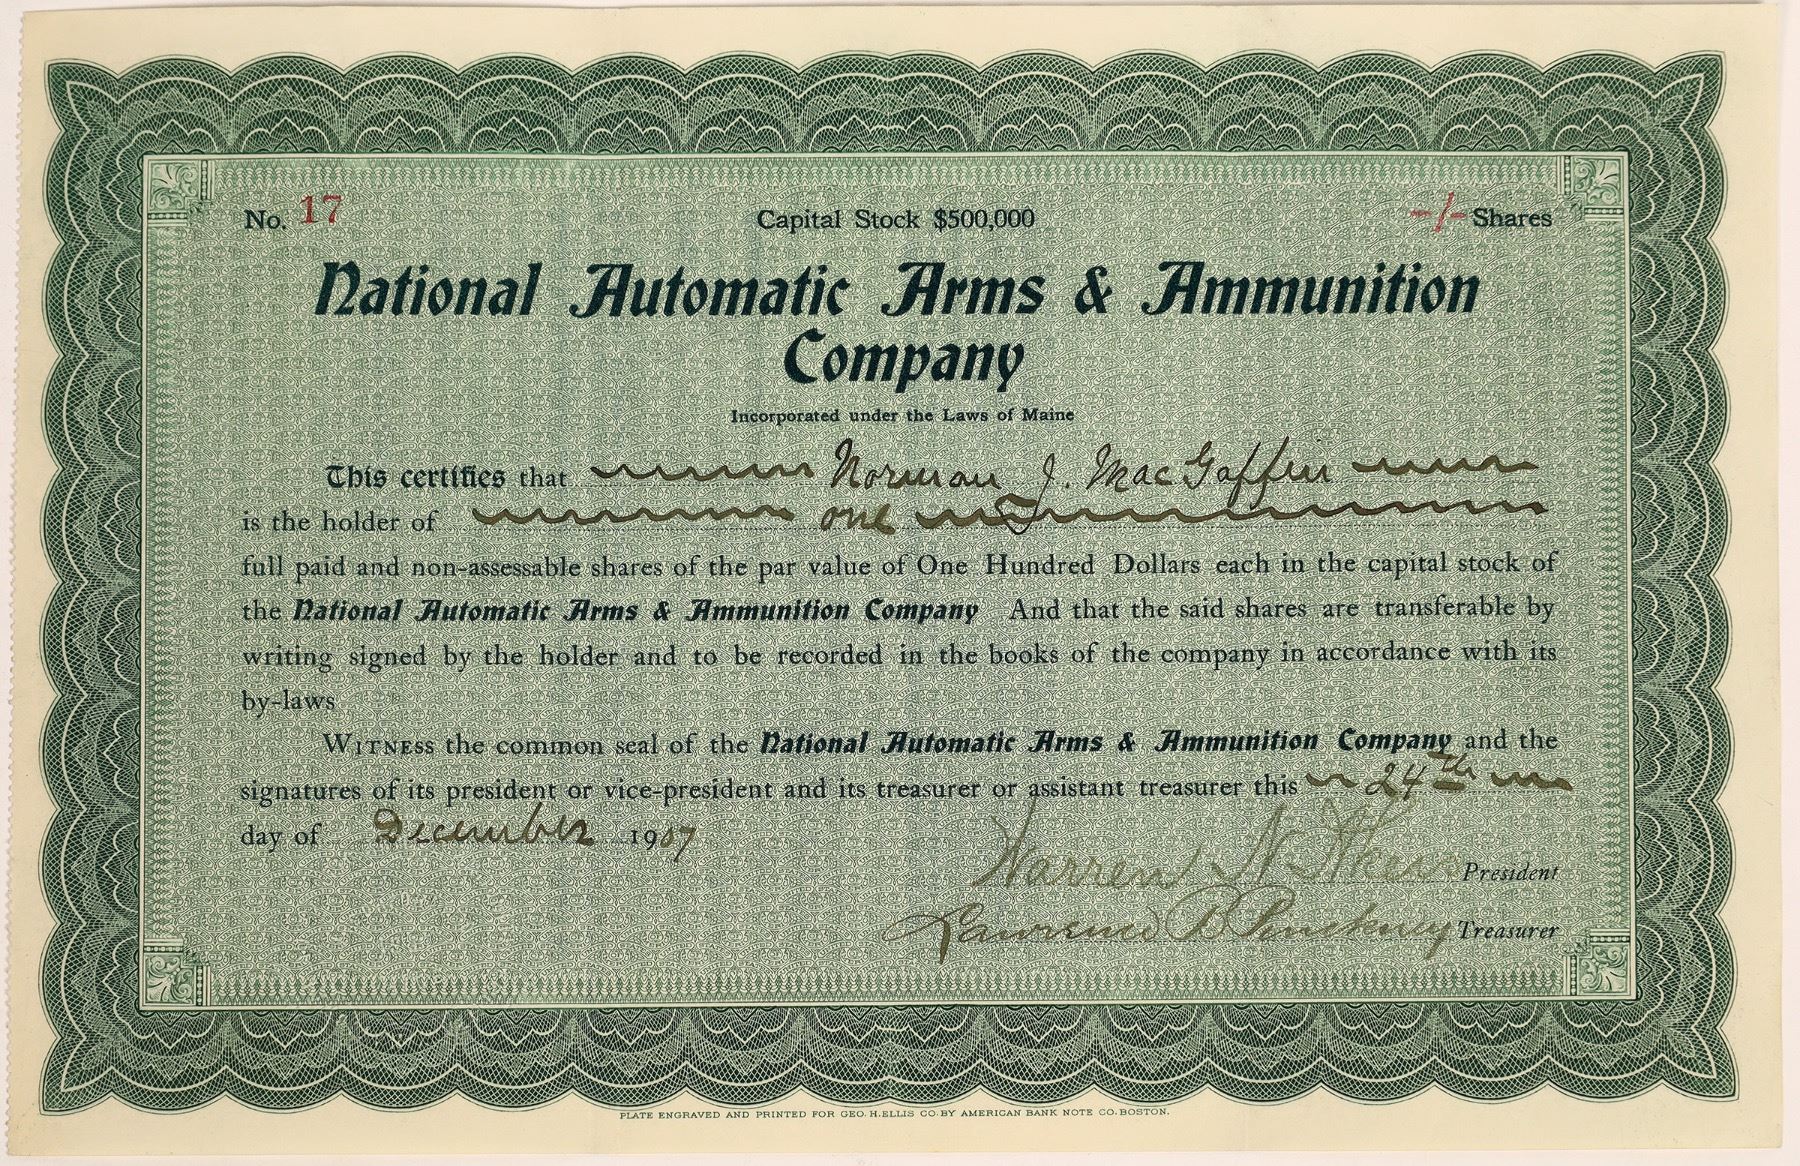 No. 17 Capital Stock $500,000 -/- Shares
National Automatic Arms & Ammunition
Company
Incorporated under the Laws of Maine
This certifies that Norman J. MacGaffin
is the holder of one
full paid and non-assessable shares of the par value of One Hundred Dollars each in the capital stock of
the National Automatic Arms & Ammunition Company And that the said shares are transferable by
writing signed by the holder and to be recorded in the books of the company in accordance with its
by-laws
WITNESS the common seal of the National Automatic Arms & Ammunition Company and the
signatures of its president or vice-president and its treasurer or assistant treasurer this 24th
day of December 1907
Warren N. President
Lawrence B Pinckney Treasurer
PLATE ENGRAVED AND PRINTED FOR GEO. H. ELLIS CO. BY AMERICAN BANK NOTE CO. BOSTON.